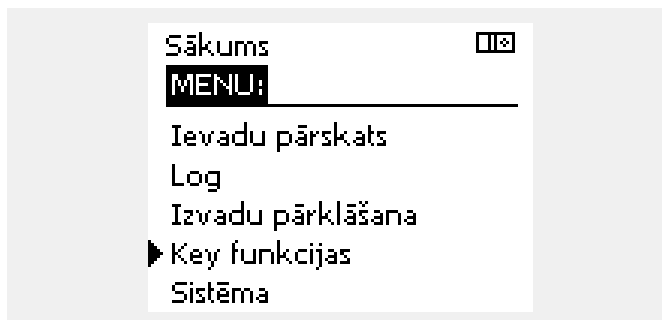 Sākums
MENU:
Ievadu pārskats
Log
Izvadu pārklāšana
Key funkcijas
Sistēma